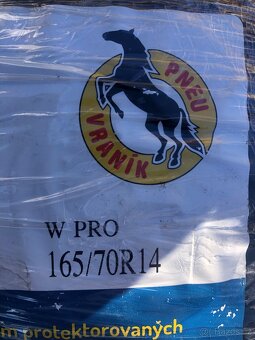 PNEU
VRANÍK
W PRO
165/70R14
m protektorovaných